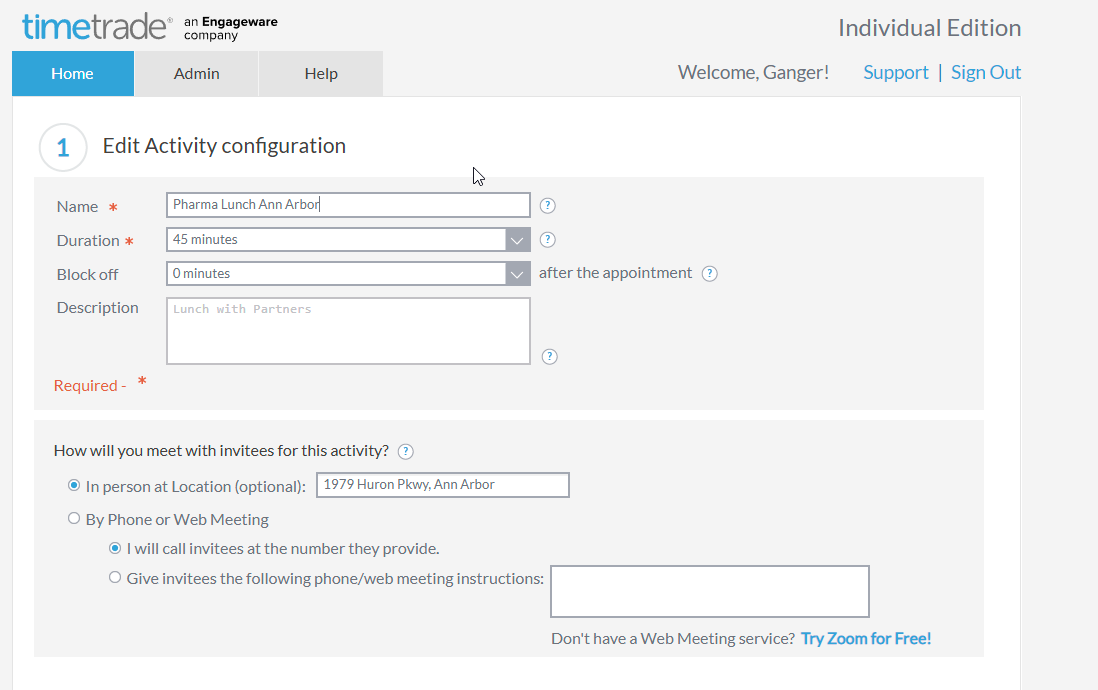 timetrade® an Engageware company
Individual Edition
Home Admin Help
Welcome, Ganger! Support | Sign Out
1 Edit Activity configuration
Name * Pharma Lunch Ann Arbor ?
Duration * 45 minutes ?
Block off 0 minutes after the appointment ?
Description Lunch with Partners ?
Required - *
How will you meet with invitees for this activity? ?
In person at Location (optional): 1979 Huron Pkwy, Ann Arbor
By Phone or Web Meeting
I will call invitees at the number they provide.
Give invitees the following phone/web meeting instructions:
Don't have a Web Meeting service? Try Zoom for Free!